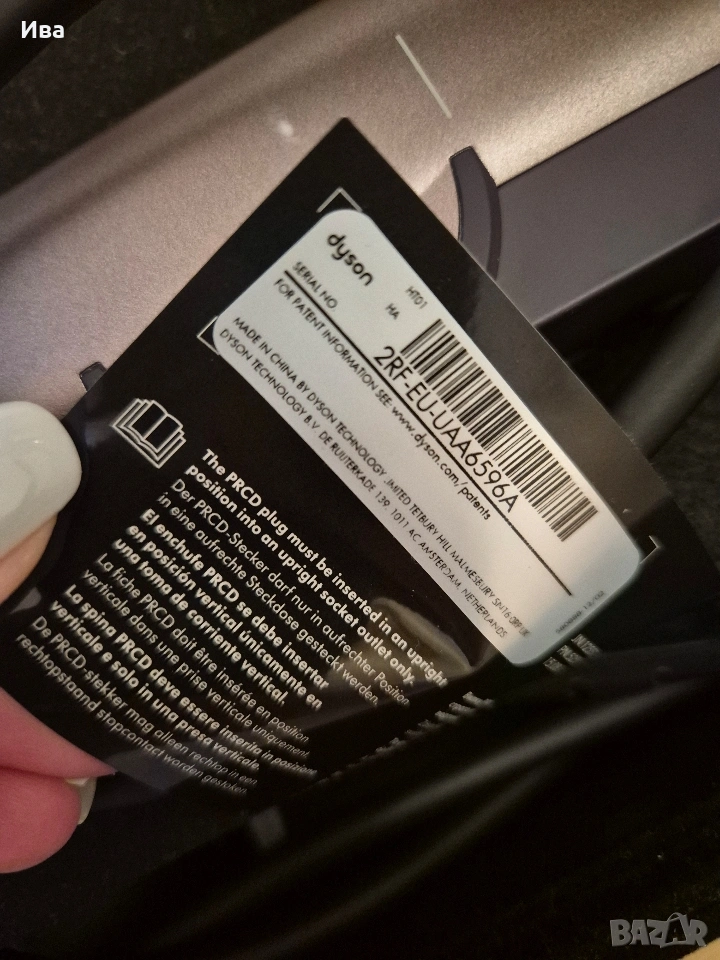 Ива
dyson
HT01
HA
SERIAL NO
2RF-EU-UAA6596A
FOR PATENT INFORMATION SEE: www.dyson.com/patents
MADE IN CHINA BY DYSON TECHNOLOGY LIMITED TETBURY HILL MALMESBURY SN16 0RP UK
DYSON TECHNOLOGY B.V. DE RUIJTERKADE 139, 1011 AC AMSTERDAM, NETHERLANDS
The PRCD plug must be inserted in an upright
position into an upright socket outlet only.
Der PRCD-Stecker darf nur in aufrechter Position
in eine aufrechte Steckdose gesteckt werden.
El enchufe PRCD se debe insertar
en posición vertical únicamente en
una toma de corriente vertical.
La fiche PRCD doit être insérée en position
verticale dans une prise verticale uniquement.
La spina PRCD deve essere inserita in posizione
verticale e solo in una presa verticale.
De PRCD-stekker mag alleen rechtop in een
rechtopstaand stopcontact worden gestoken.
BAZAR